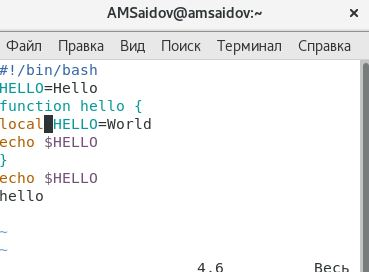 AMSaidov@amsaidov:~ ×
Файл Правка Вид Поиск Терминал Справка
#!/bin/bash
HELLO=Hello
function hello {
local HELLO=World
echo $HELLO
}
echo $HELLO
hello
~
~
4,6 Весь